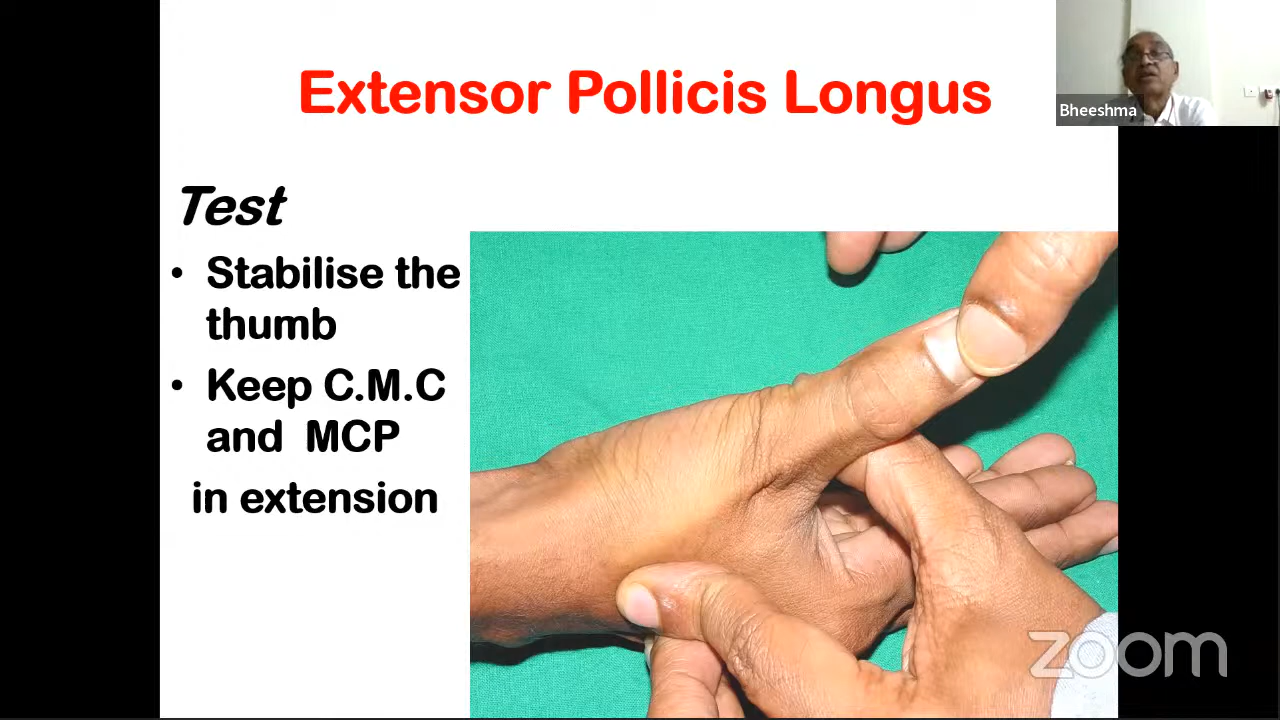 Extensor Pollicis Longus
Bheeshma
Test
• Stabilise the
thumb
• Keep C.M.C
and MCP
in extension
zoom